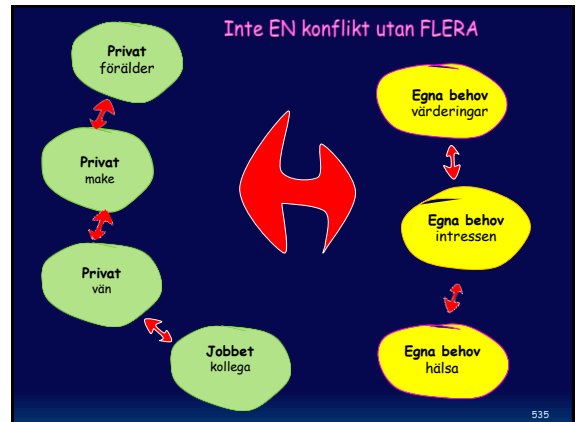 Inte EN konflikt utan FLERA
Privat
förälder
Privat
make
Privat
vän
Jobbet
kollega
Egna behov
värderingar
Egna behov
intressen
Egna behov
hälsa
535